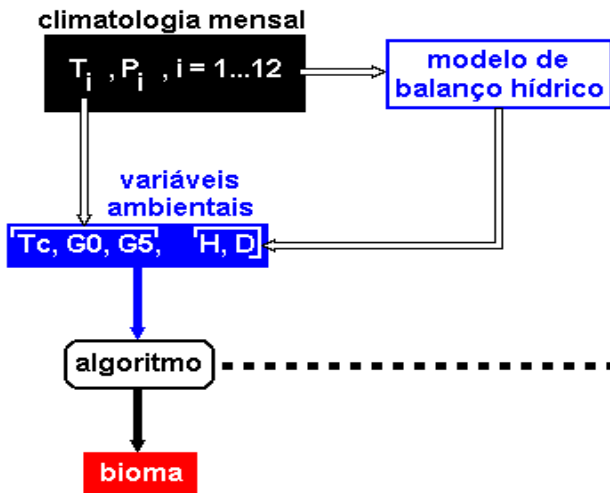 climatologia mensal
Ti , Pi , i = 1...12
modelo de
balanço hídrico
variáveis
ambientais
Tc, G0, G5, H, D
algoritmo
bioma